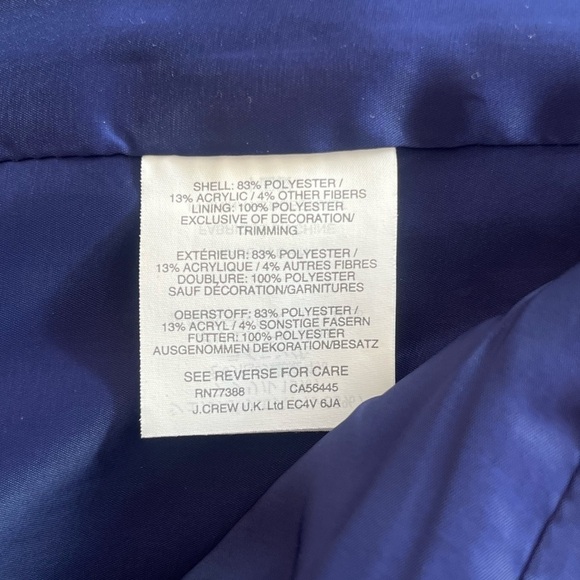 SHELL: 83% POLYESTER /
13% ACRYLIC / 4% OTHER FIBERS
LINING: 100% POLYESTER
EXCLUSIVE OF DECORATION/
TRIMMING
EXTÉRIEUR: 83% POLYESTER /
13% ACRYLIQUE / 4% AUTRES FIBRES
DOUBLURE: 100% POLYESTER
SAUF DÉCORATION/GARNITURES
OBERSTOFF: 83% POLYESTER /
13% ACRYL / 4% SONSTIGE FASERN
FUTTER: 100% POLYESTER
AUSGENOMMEN DEKORATION/BESATZ
SEE REVERSE FOR CARE
RN77388 CA56445
J.CREW U.K. Ltd EC4V 6JA